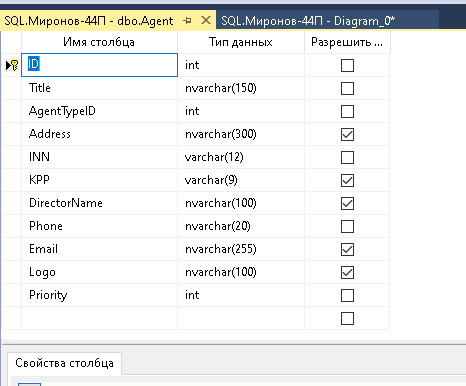 SQL.Миронов-44П - dbo.Agent SQL.Миронов-44П - Diagram_0*
Имя столбца Тип данных Разрешить ...
ID int
Title nvarchar(150)
AgentTypeID int
Address nvarchar(300)
INN varchar(12)
KPP varchar(9)
DirectorName nvarchar(100)
Phone nvarchar(20)
Email nvarchar(255)
Logo nvarchar(100)
Priority int
Свойства столбца